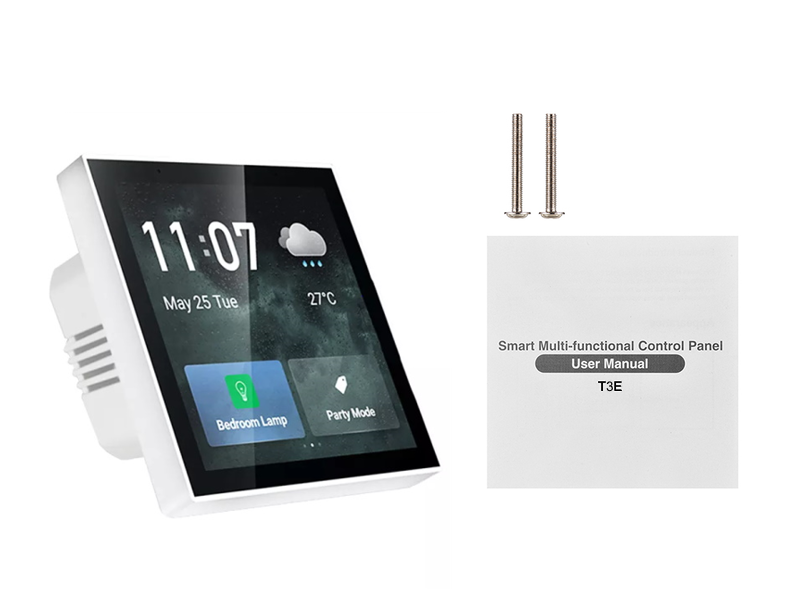 11:07
May 25 Tue
27°C
Bedroom Lamp
Party Mode
Smart Multi-functional Control Panel
User Manual
T3E